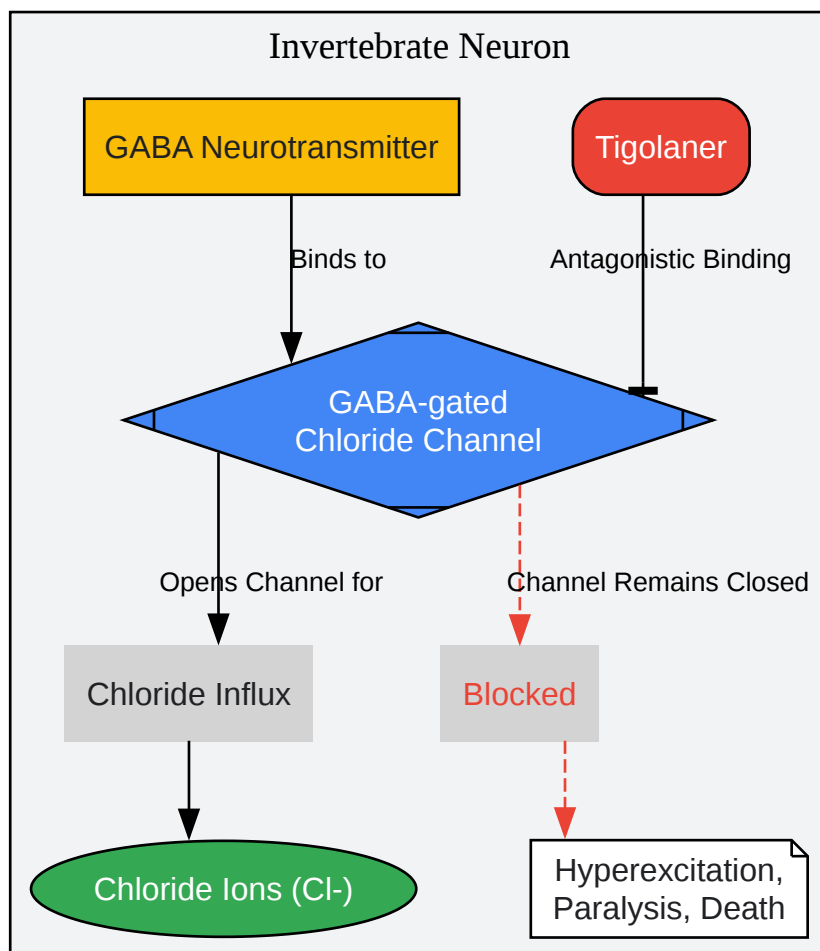 Invertebrate Neuron
GABA Neurotransmitter
Tigolaner
Binds to
Antagonistic Binding
GABA-gated
Chloride Channel
Opens Channel for
Channel Remains Closed
Chloride Influx
Blocked
Chloride Ions (Cl-)
Hyperexcitation,
Paralysis, Death